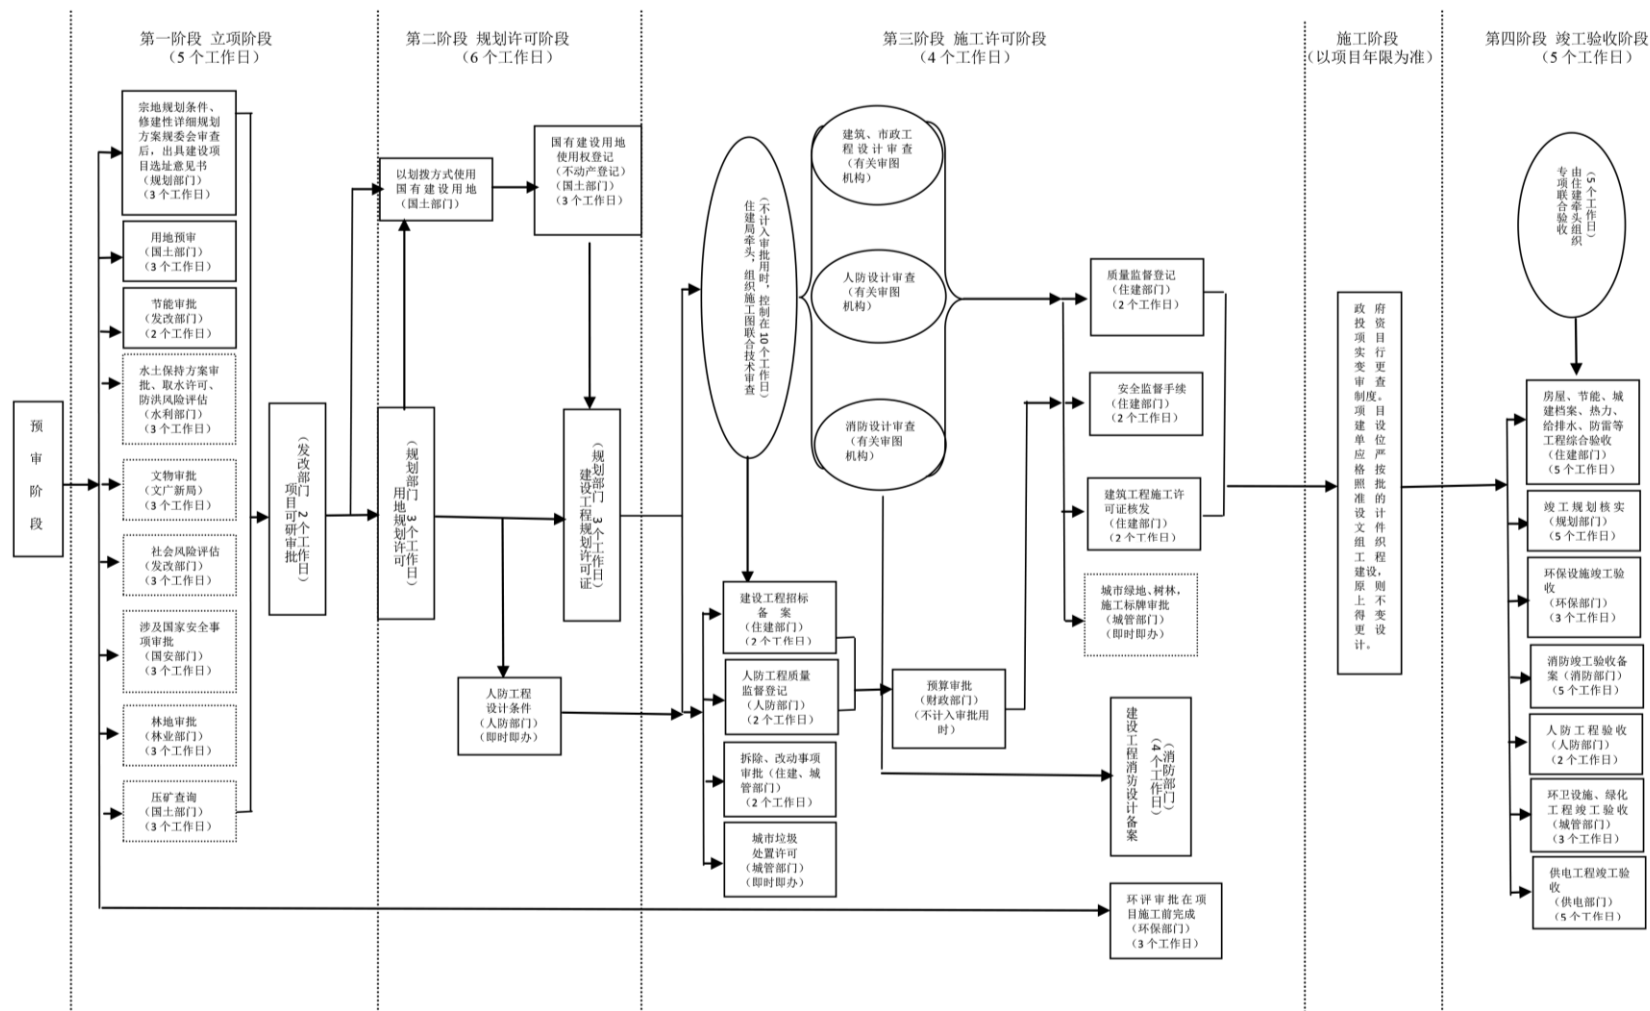 第一阶段 立项阶段
（5 个工作日）
第二阶段 规划许可阶段
（6 个工作日）
第三阶段 施工许可阶段
（4 个工作日）
施工阶段
（以项目年限为准）
第四阶段 竣工验收阶段
（5 个工作日）
预
审
阶
段
宗地规划条件、
修建性详细规划
方案规委会审查
后，出具建设项
目选址意见书
（规划部门）
（3 个工作日）
用地预审
（国土部门）
（3 个工作日）
节能审批
（发改部门）
（2 个工作日）
水土保持方案审
批、取水许可、
防洪风险评估
（水利部门）
（3 个工作日）
文物审批
（文广新局）
（3 个工作日）
社会风险评估
（发改部门）
（3 个工作日）
涉及国家安全事
项审批
（国安部门）
（3 个工作日）
林地审批
（林业部门）
（3 个工作日）
压矿查询
（国土部门）
（3 个工作日）
项目可研审批
（发改部门 2 个工作日）
用地规划许可
（规划部门 3 个工作日）
以划拨方式使用
国有建设用地
（国土部门）
国有建设用地
使用权登记
（不动产登记）
（国土部门）
（3 个工作日）
建设工程规划许可证
（规划部门 3 个工作日）
人防工程
设计条件
（人防部门）
（即时即办）
住建局牵头，组织施工图联合技术审查
（不计入审批用时，控制在 10 个工作日）
建筑、市政工
程设计审查
（有关审图
机构）
人防设计审查
（有关审图
机构）
消防设计审查
（有关审图
机构）
建设工程招标
备 案
（住建部门）
（2 个工作日）
人防工程质量
监督登记
（人防部门）
（2 个工作日）
拆除、改动事项
审批（住建、城
管部门）
（2 个工作日）
城市垃圾
处置许可
（城管部门）
（即时即办）
预算审批
（财政部门）
（不计入审批用
时）
质量监督登记
（住建部门）
（2 个工作日）
安全监督手续
（住建部门）
（2 个工作日）
建筑工程施工许
可证核发
（住建部门）
（2 个工作日）
城市绿地、树林，
施工标牌审批
（城管部门）
（即时即办）
建设工程消防设计备案
（消防部门）
（4 个工作日）
环评审批在项
目施工前完成
（环保部门）
（3 个工作日）
政府
投资
项目
实行
变更
审查
制度。
项目
建设
单位
应严
格按
照批
准的
设计
文件
组织
工程
建设，
原则
上不
得变
更设
计。
由住建牵头组织
专项联合验收
（5 个工作日）
房屋、节能、城
建档案、热力、
给排水、防雷等
工程综合验收
（住建部门）
（5 个工作日）
竣工规划核实
（规划部门）
（5 个工作日）
环保设施竣工验
收
（环保部门）
（3 个工作日）
消防竣工验收备
案（消防部门）
（5 个工作日）
人防工程验收
（人防部门）
（2 个工作日）
环卫设施、绿化
工程竣工验收
（城管部门）
（3 个工作日）
供电工程竣工验
收
（供电部门）
（5 个工作日）